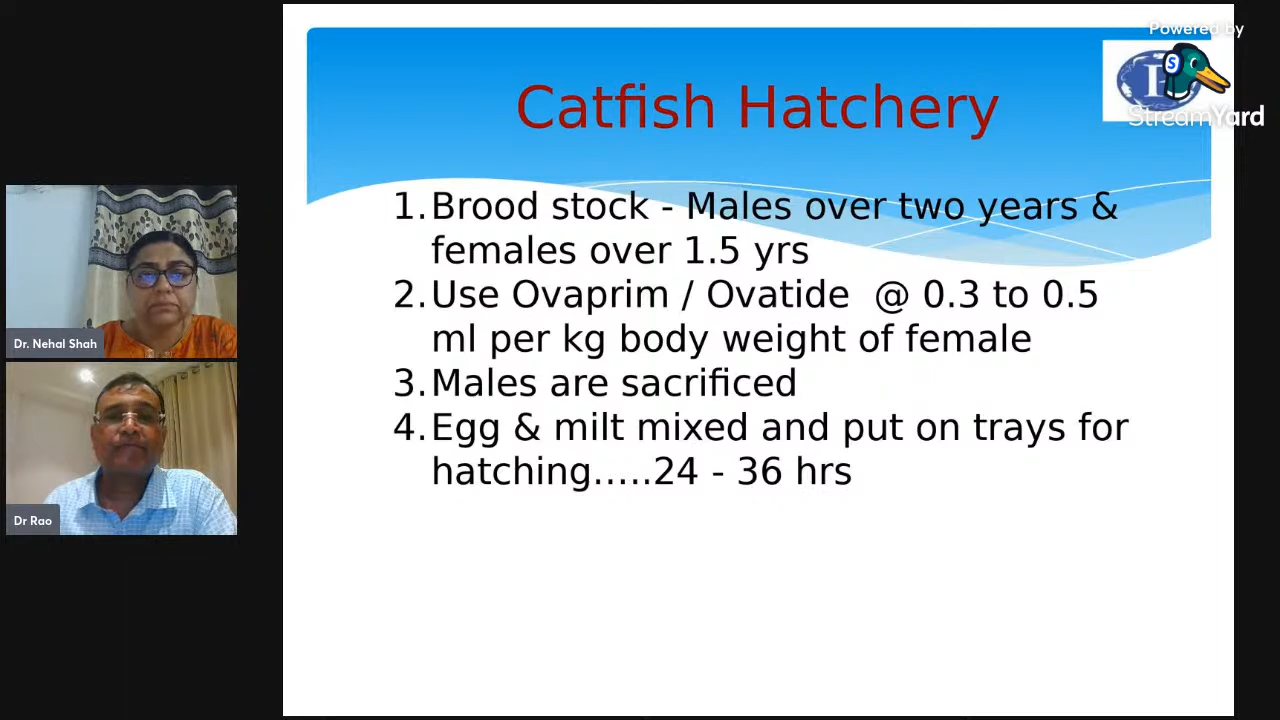 Powered by
StreamYard
Catfish Hatchery
1. Brood stock - Males over two years &
females over 1.5 yrs
2. Use Ovaprim / Ovatide @ 0.3 to 0.5
ml per kg body weight of female
3. Males are sacrificed
4. Egg & milt mixed and put on trays for
hatching.....24 - 36 hrs
Dr. Nehal Shah
Dr Rao